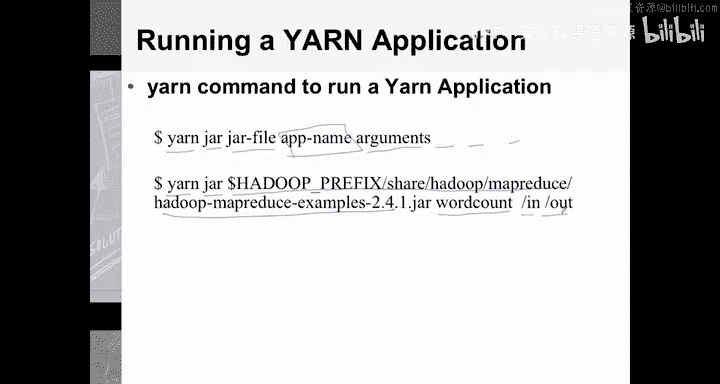 Running a YARN Application
• yarn command to run a Yarn Application
$ yarn jar jar-file app-name arguments
$ yarn jar $HADOOP_PREFIX/share/hadoop/mapreduce/
hadoop-mapreduce-examples-2.4.1.jar wordcount /in /out
bilibili